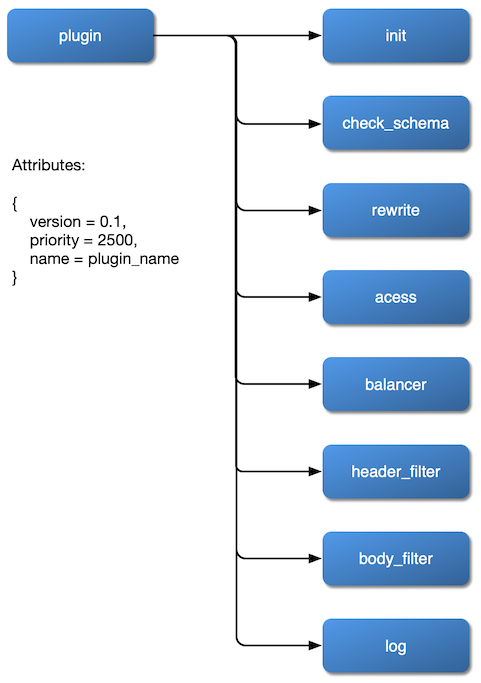 plugin
init
check_schema
Attributes:
rewrite
{
version = 0.1,
priority = 2500,
name = plugin_name
}
acess
balancer
header_filter
body_filter
log